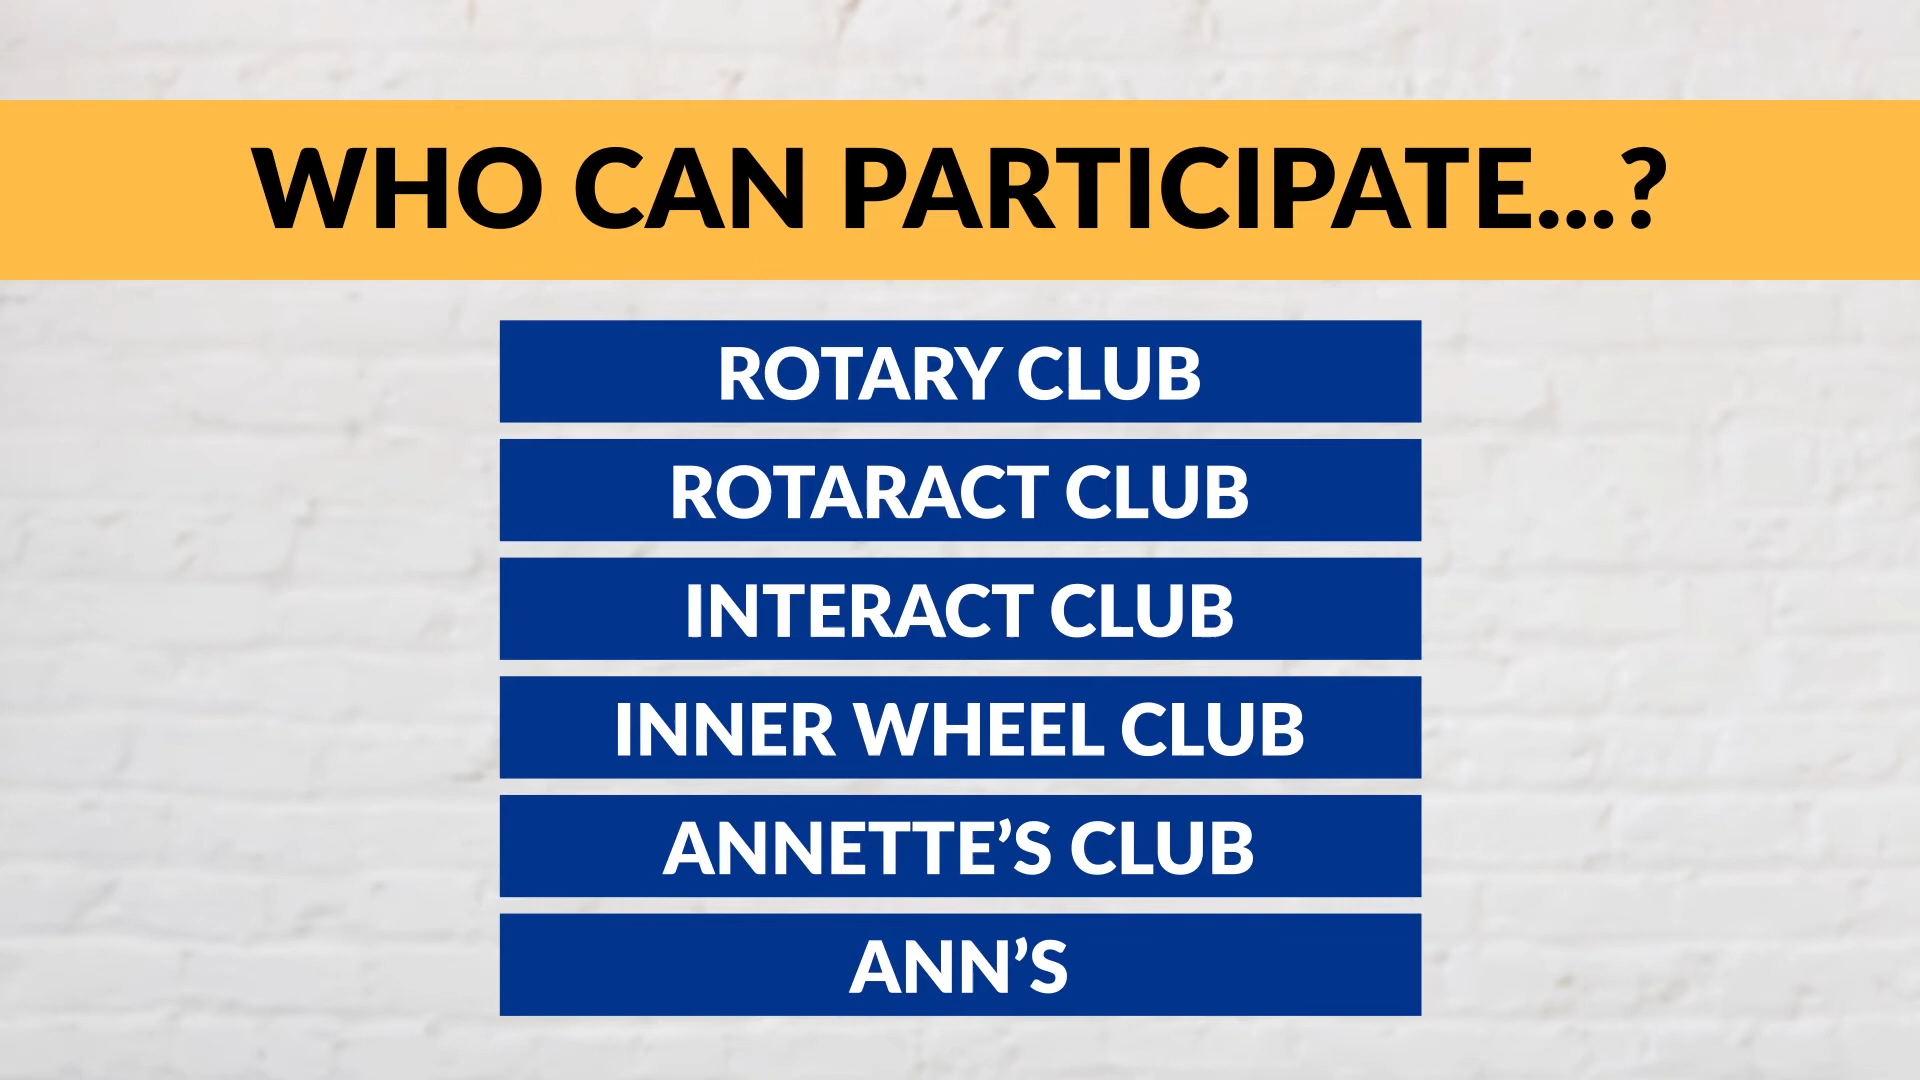 WHO CAN PARTICIPATE...?
ROTARY CLUB
ROTARACT CLUB
INTERACT CLUB
INNER WHEEL CLUB
ANNETTE’S CLUB
ANN’S